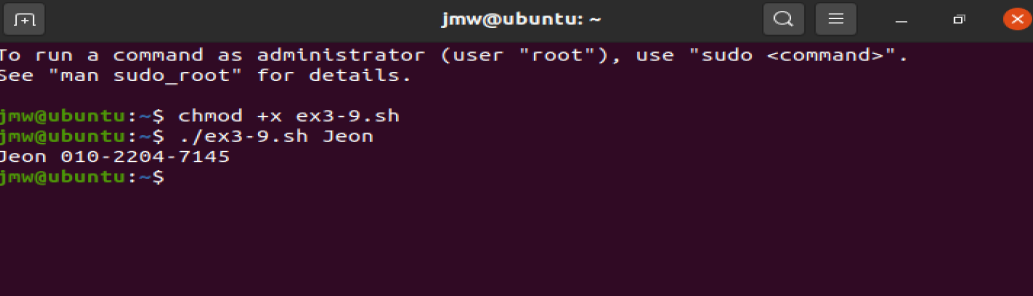 jmw@ubuntu: ~
To run a command as administrator (user "root"), use "sudo <command>".
See "man sudo_root" for details.
jmw@ubuntu:~$ chmod +x ex3-9.sh
jmw@ubuntu:~$ ./ex3-9.sh Jeon
Jeon 010-2204-7145
jmw@ubuntu:~$